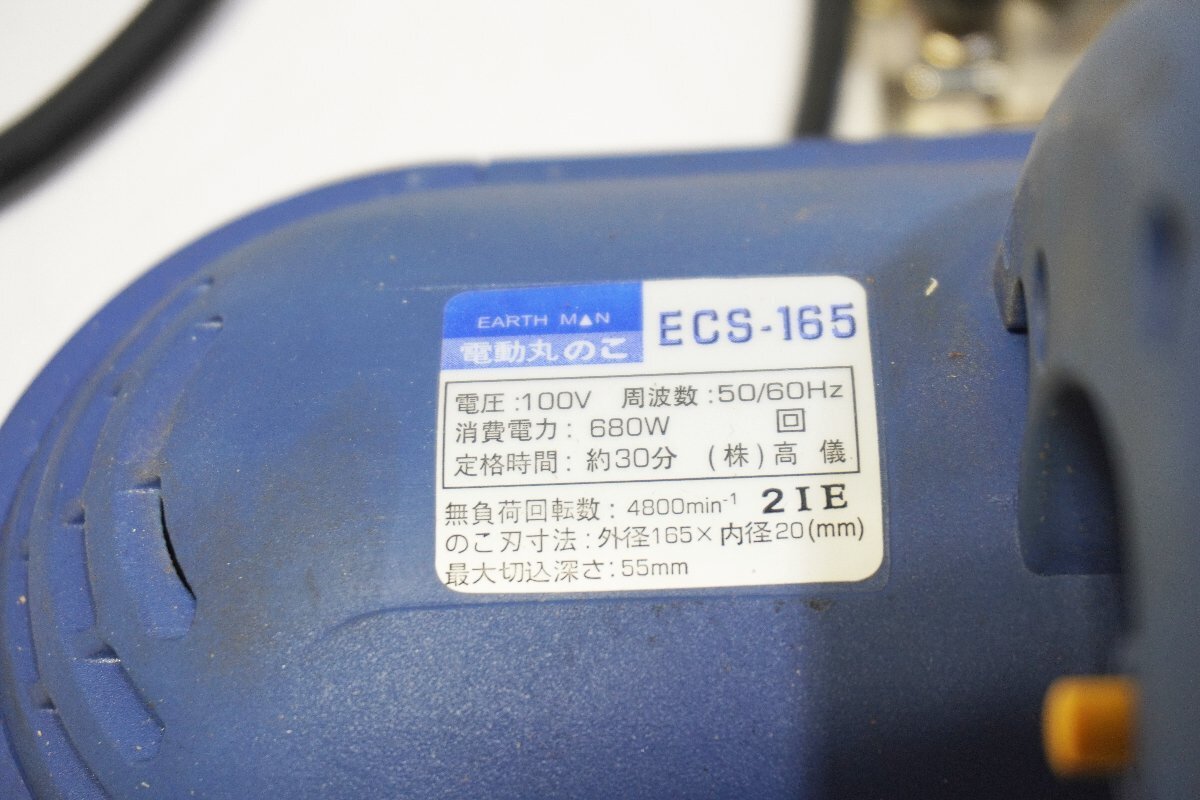 EARTH MAN
電動丸のこ
ECS-165
電圧:100V 周波数:50/60Hz
消費電力: 680W
定格時間: 約30分 (株)高儀
無負荷回転数: 4800min-1 2IE
のこ刃寸法:外径165×内径20(mm)
最大切込深さ:55mm